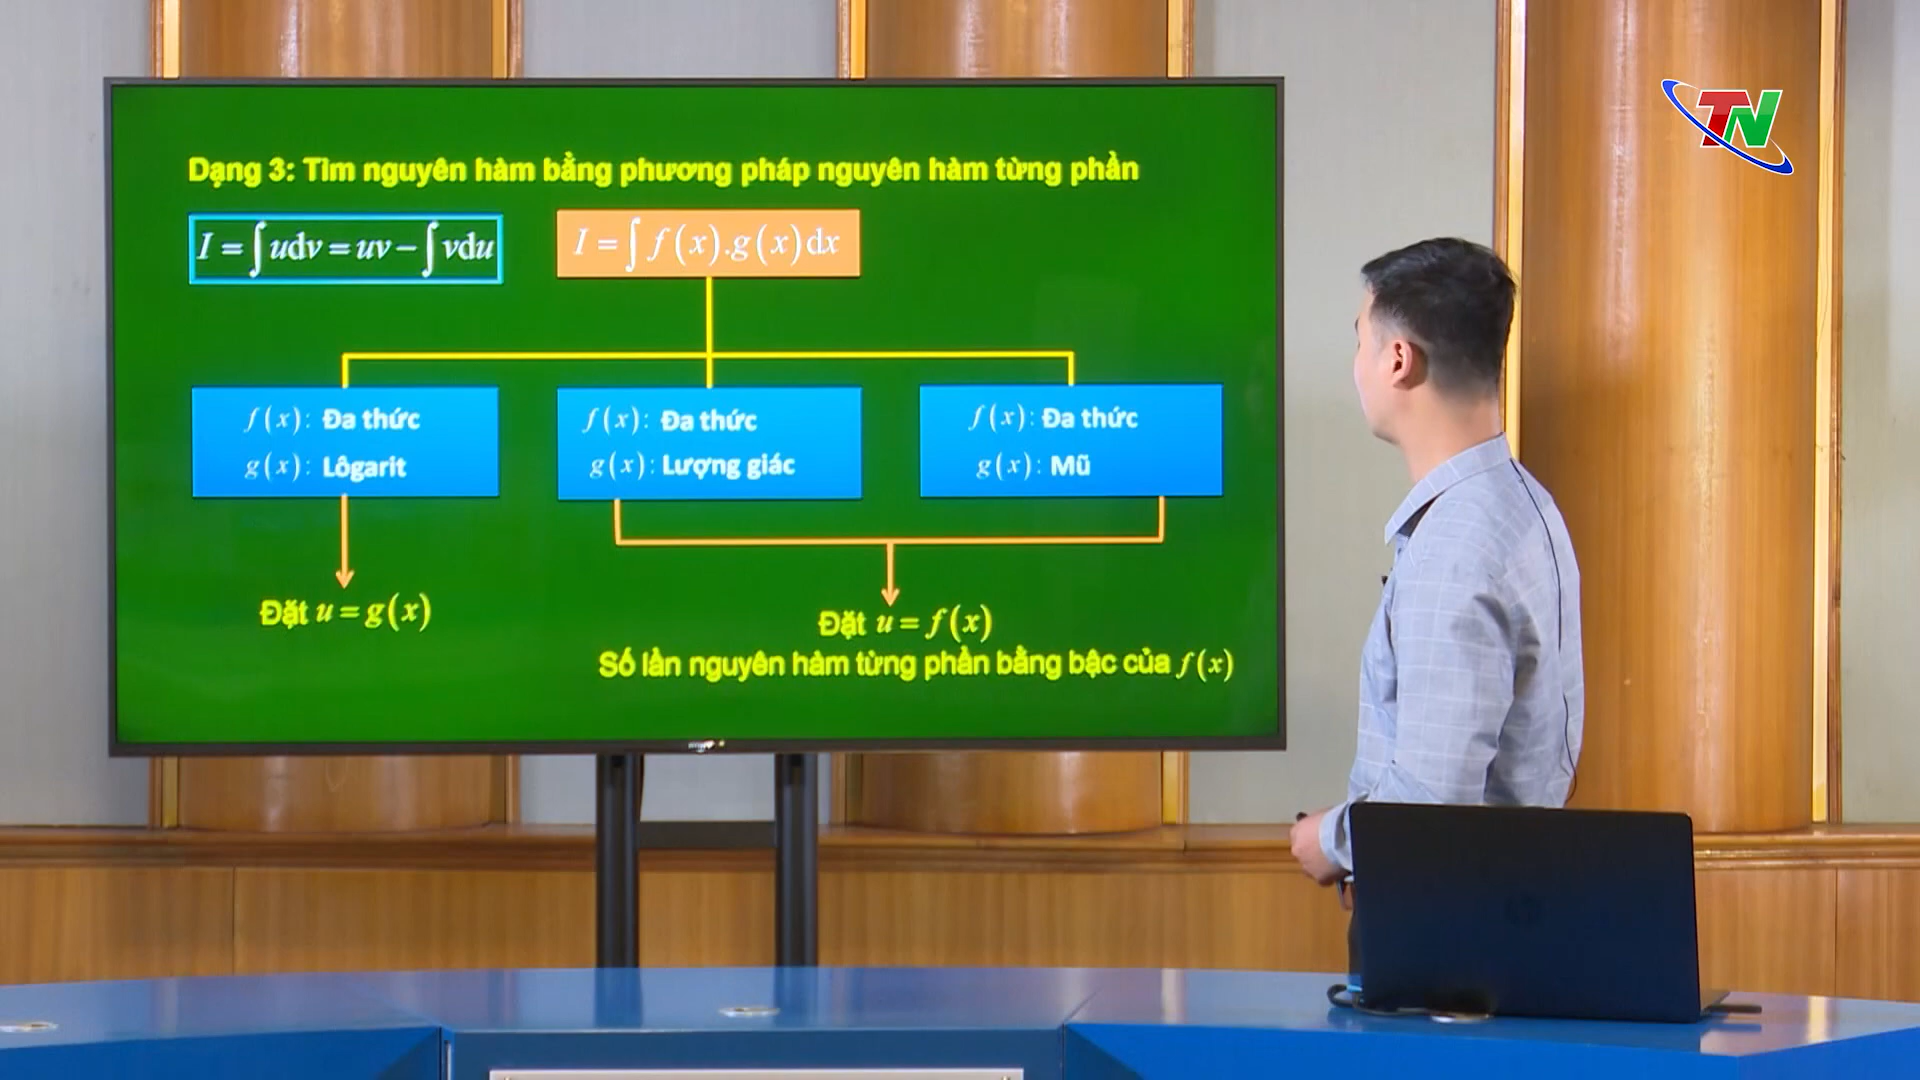 TN
Dạng 3: Tìm nguyên hàm bằng phương pháp nguyên hàm từng phần
I = ∫udv = uv − ∫vdu
I = ∫f(x).g(x)dx
f(x): Đa thức
g(x): Lôgarit
f(x): Đa thức
g(x): Lượng giác
f(x): Đa thức
g(x): Mũ
Đặt u = g(x)
Đặt u = f(x)
Số lần nguyên hàm từng phần bằng bậc của f(x)